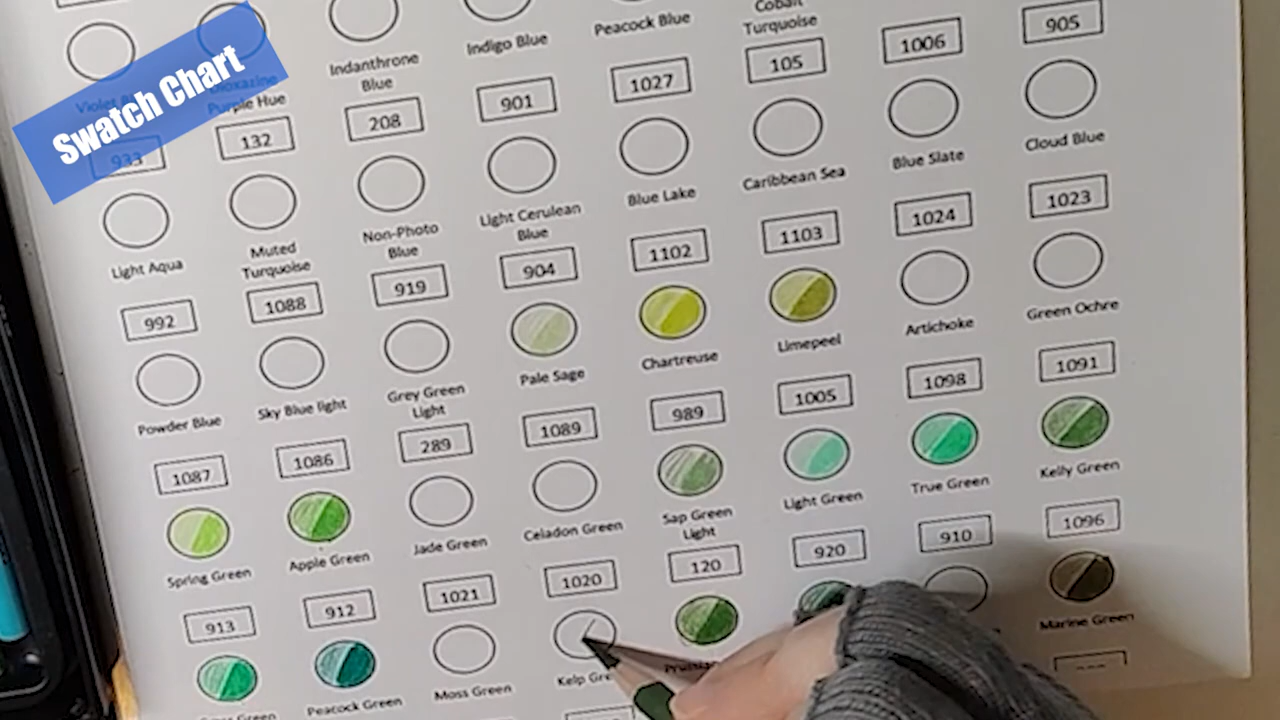 Swatch Chart
Violet
Dioxazine
Purple Hue
Indanthrone
Blue
Indigo Blue
Peacock Blue
Cobalt
Turquoise
933
132
208
901
1027
105
1006
905
Light Aqua
Muted
Turquoise
Non-Photo
Blue
Light Cerulean
Blue
Blue Lake
Caribbean Sea
Blue Slate
Cloud Blue
992
1088
919
904
1102
1103
1024
1023
Powder Blue
Sky Blue light
Grey Green
Light
Pale Sage
Chartreuse
Limepeel
Artichoke
Green Ochre
1087
1086
289
1089
989
1005
1098
1091
Spring Green
Apple Green
Jade Green
Celadon Green
Sap Green
Light
Light Green
True Green
Kelly Green
913
912
1021
1020
120
920
910
1096
Green
Peacock Green
Moss Green
Kelp Gre
Marine Green